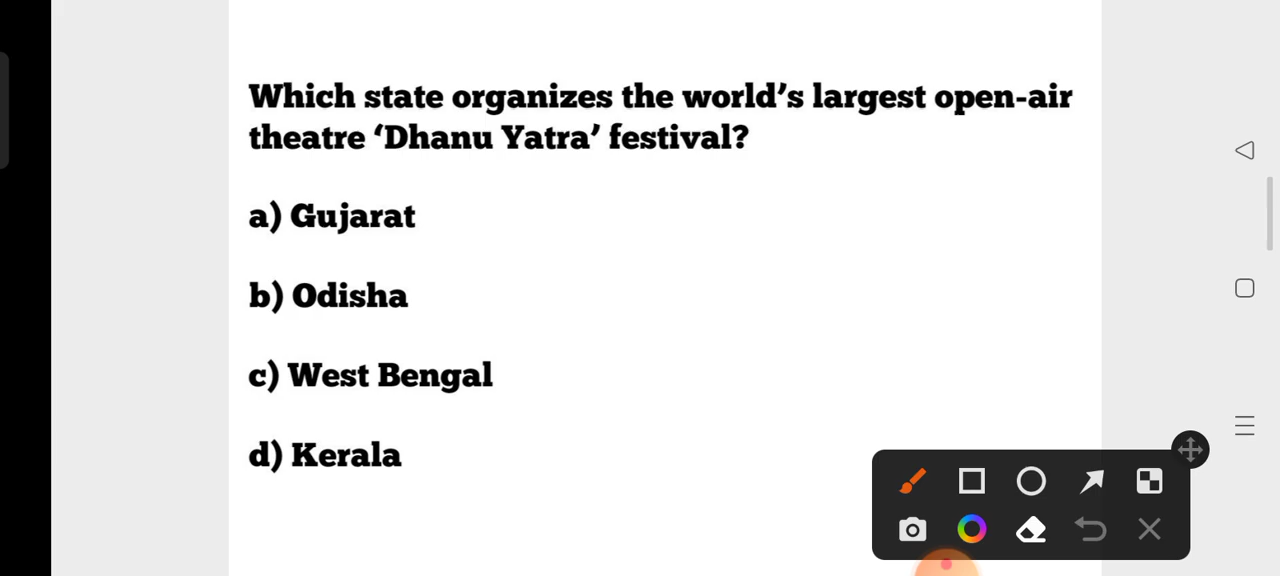 Which state organizes the world’s largest open-air
theatre ‘Dhanu Yatra’ festival?
a) Gujarat
b) Odisha
c) West Bengal
d) Kerala